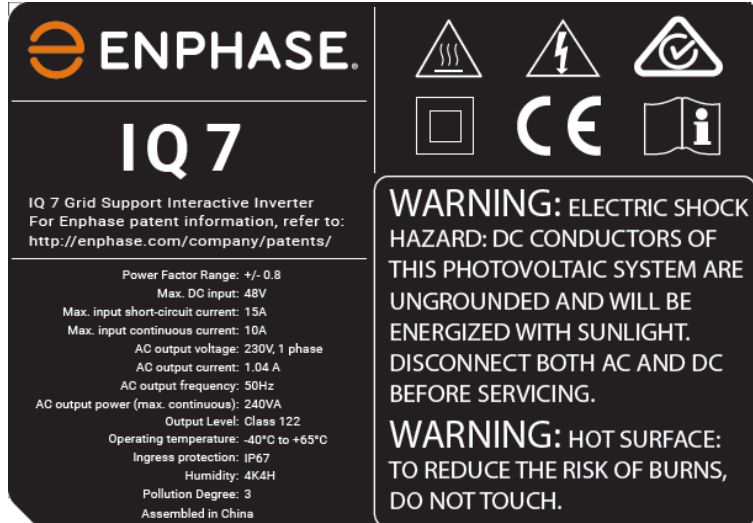 ENPHASE.
IQ 7
IQ 7 Grid Support Interactive Inverter
For Enphase patent information, refer to:
http://enphase.com/company/patents/
Power Factor Range: +/- 0.8
Max. DC input: 48V
Max. input short-circuit current: 15A
Max. input continuous current: 10A
AC output voltage: 230V, 1 phase
AC output current: 1.04 A
AC output frequency: 50Hz
AC output power (max. continuous): 240VA
Output Level: Class 122
Operating temperature: -40°C to +65°C
Ingress protection: IP67
Humidity: 4K4H
Pollution Degree: 3
Assembled in China
CE
i
WARNING: ELECTRIC SHOCK
HAZARD: DC CONDUCTORS OF
THIS PHOTOVOLTAIC SYSTEM ARE
UNGROUNDED AND WILL BE
ENERGIZED WITH SUNLIGHT.
DISCONNECT BOTH AC AND DC
BEFORE SERVICING.
WARNING: HOT SURFACE:
TO REDUCE THE RISK OF BURNS,
DO NOT TOUCH.